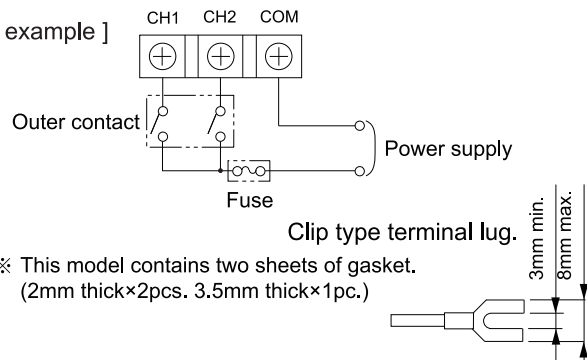 example ]
CH1 CH2 COM
Outer contact
Power supply
Fuse
Clip type terminal lug.
3mm min.
8mm max.
※ This model contains two sheets of gasket.
(2mm thick×2pcs. 3.5mm thick×1pc.)